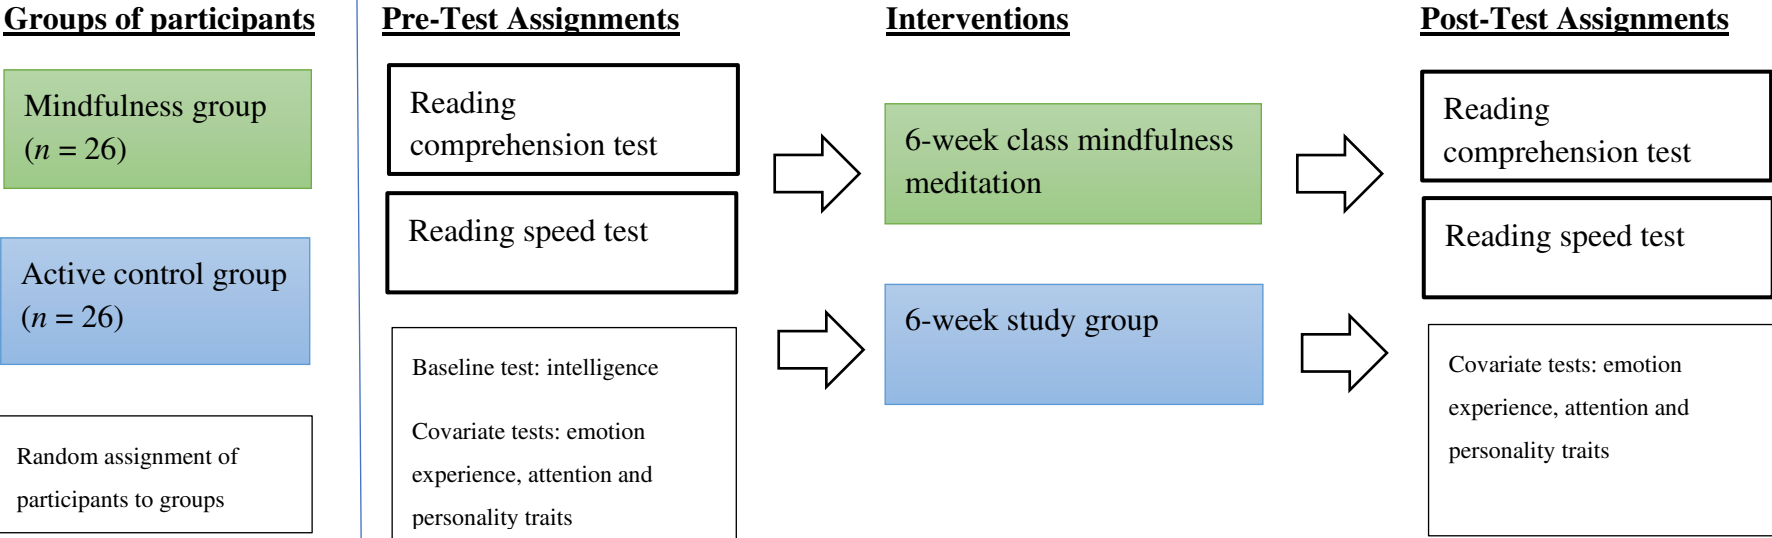 Groups of participants
Mindfulness group
(n = 26)
Active control group
(n = 26)
Random assignment of
participants to groups
Pre-Test Assignments
Reading
comprehension test
Reading speed test
Baseline test: intelligence
Covariate tests: emotion
experience, attention and
personality traits
Interventions
6-week class mindfulness
meditation
6-week study group
Post-Test Assignments
Reading
comprehension test
Reading speed test
Covariate tests: emotion
experience, attention and
personality traits